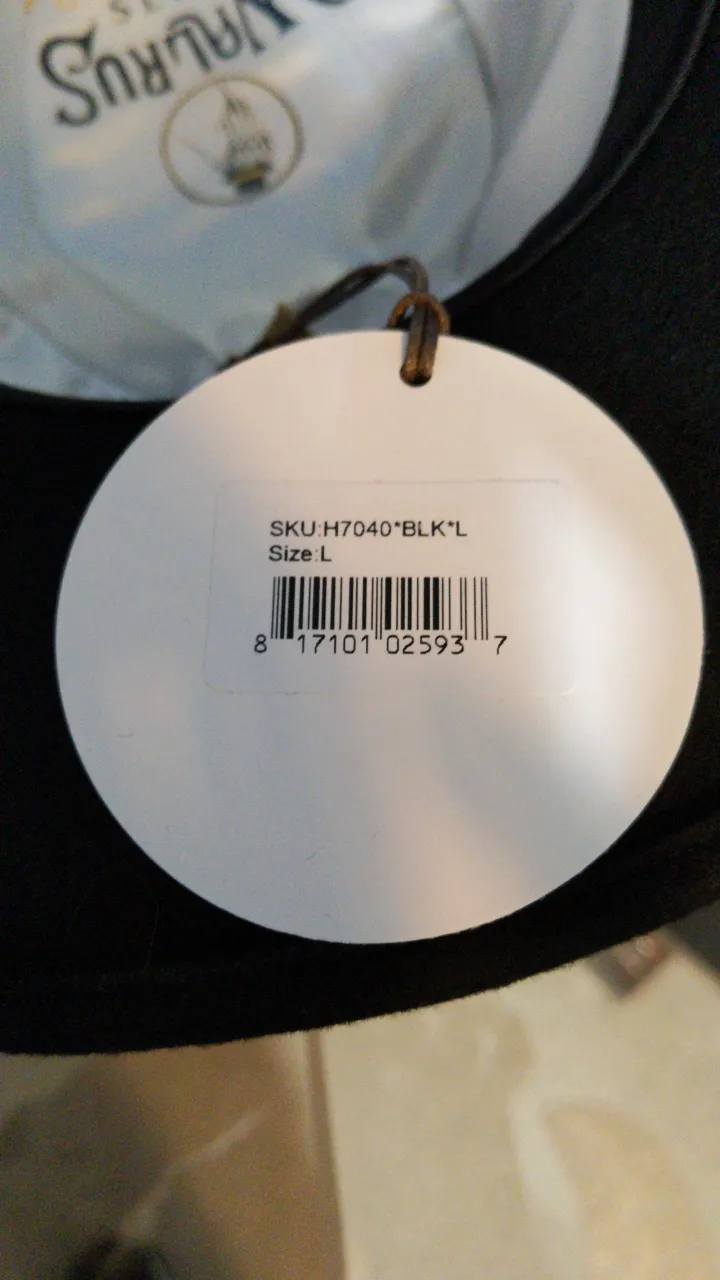 WALRUS
SKU:H7040*BLK*L
Size:L
8 17101 02593 7